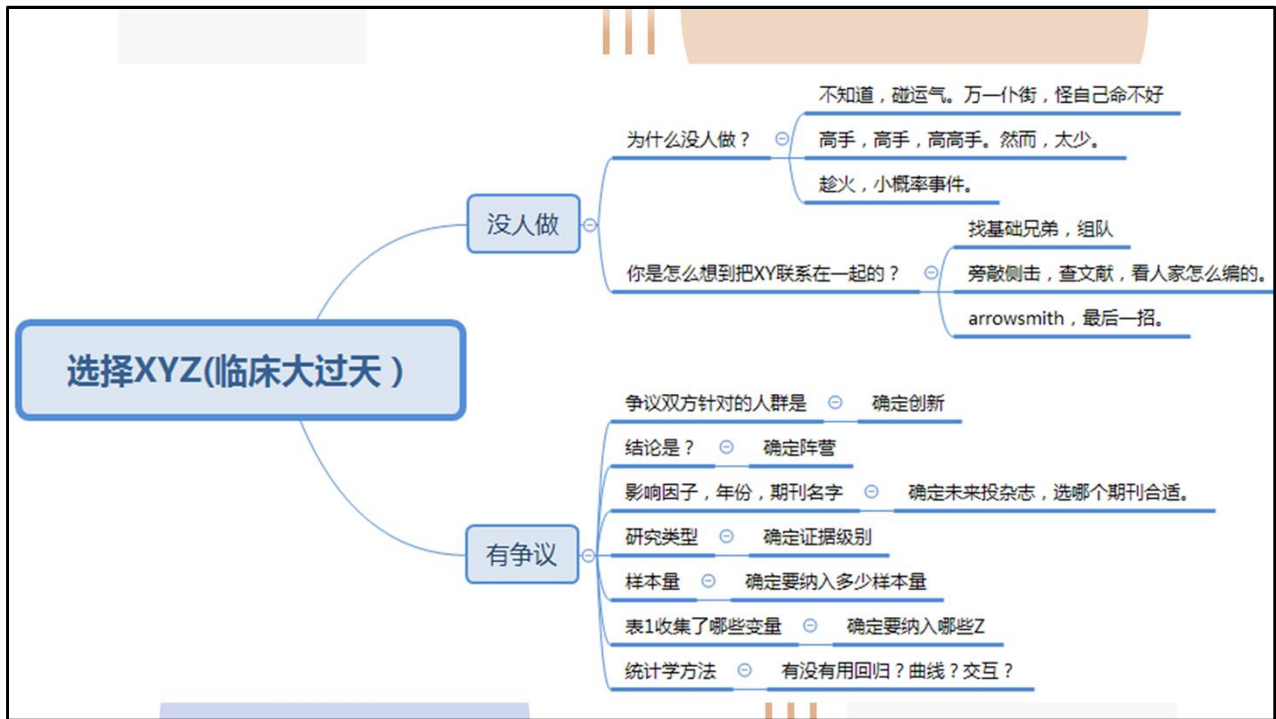 选择XYZ(临床大过天）
没人做
为什么没人做？
不知道，碰运气。万一仆街，怪自己命不好
高手，高手，高高手。然而，太少。
趁火，小概率事件。
你是怎么想到把XY联系在一起的？
找基础兄弟，组队
旁敲侧击，查文献，看人家怎么编的。
arrowsmith，最后一招。
有争议
争议双方针对的人群是
确定创新
结论是？
确定阵营
影响因子，年份，期刊名字
确定未来投杂志，选哪个期刊合适。
研究类型
确定证据级别
样本量
确定要纳入多少样本量
表1收集了哪些变量
确定要纳入哪些Z
统计学方法
有没有用回归？曲线？交互？